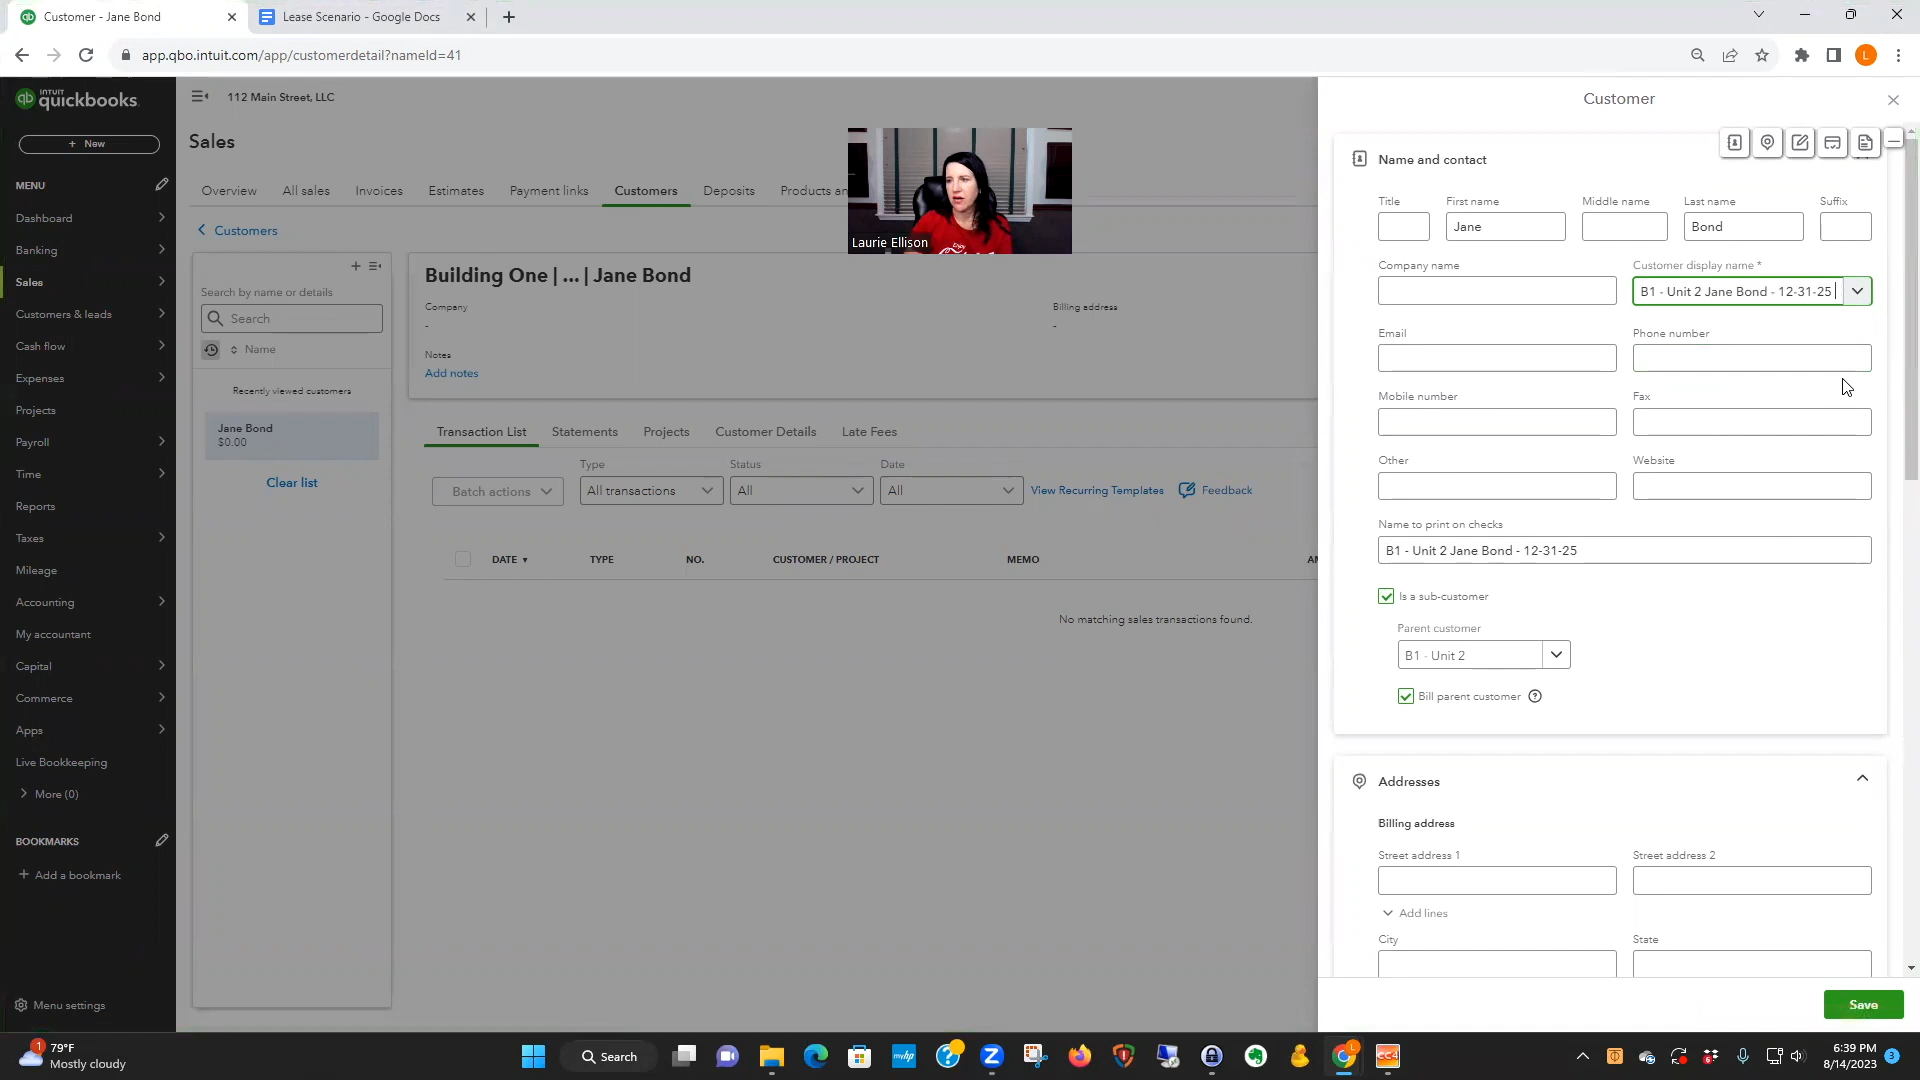 Customer - Jane Bond
Lease Scenario - Google Docs
app.qbo.intuit.com/app/customerdetail?nameId=41
L
INTUIT
quickbooks.
112 Main Street, LLC
+ New
MENU
Dashboard
Banking
Sales
Customers & leads
Cash flow
Expenses
Projects
Payroll
Time
Reports
Taxes
Mileage
Accounting
My accountant
Capital
Commerce
Apps
Live Bookkeeping
More (0)
BOOKMARKS
+ Add a bookmark
Menu settings
Sales
Overview All sales Invoices Estimates Payment links Customers Deposits Products an
Customers
Search by name or details
Search
Name
Recently viewed customers
Jane Bond
$0.00
Clear list
Laurie Ellison
Enjoy
Building One | ... | Jane Bond
Company
-
Billing address
-
Notes
Add notes
Transaction List Statements Projects Customer Details Late Fees
Type Status Date
Batch actions All transactions All All View Recurring Templates Feedback
DATE TYPE NO. CUSTOMER / PROJECT MEMO AM
No matching sales transactions found.
Customer
Name and contact
Title First name Middle name Last name Suffix
Jane Bond
Company name Customer display name *
B1 - Unit 2 Jane Bond - 12-31-25
Email Phone number
Mobile number Fax
Other Website
Name to print on checks
B1 - Unit 2 Jane Bond - 12-31-25
Is a sub-customer
Parent customer
B1 - Unit 2
Bill parent customer ?
Addresses
Billing address
Street address 1 Street address 2
Add lines
City State
Save
1
79°F
Mostly cloudy
Search
myhp
CC4
6:39 PM
8/14/2023
3